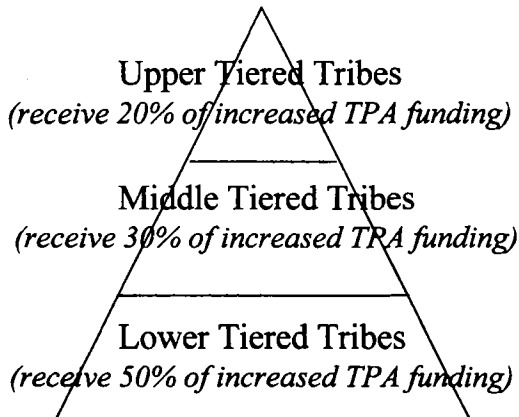 Upper Tiered Tribes
(receive 20% of increased TPA funding)
Middle Tiered Tribes
(receive 30% of increased TPA funding)
Lower Tiered Tribes
(receive 50% of increased TPA funding)